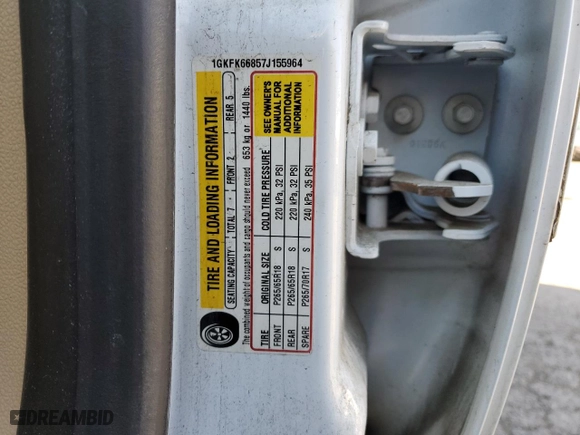 1GKFK66857J155964
TIRE AND LOADING INFORMATION
SEATING CAPACITY TOTAL 7 FRONT 2 REAR 5
The combined weight of occupants and cargo should never exceed 653 kg or 1440 lbs.
TIRE ORIGINAL SIZE COLD TIRE PRESSURE
FRONT P265/65R18 S 220 kPa, 32 PSI
REAR P265/65R18 S 220 kPa, 32 PSI
SPARE P265/70R17 S 240 kPa, 35 PSI
SEE OWNER'S
MANUAL FOR
ADDITIONAL
INFORMATION
DREAMBID